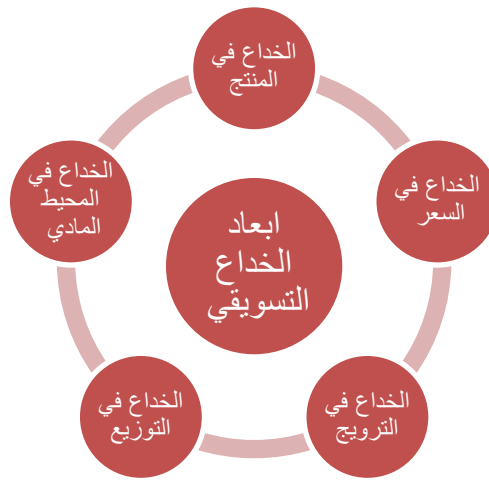 الخداع في
المنتج
الخداع في
السعر
الخداع في
الترويج
الخداع في
التوزيع
الخداع في
المحيط
المادي
ابعاد
الخداع
التسويقي